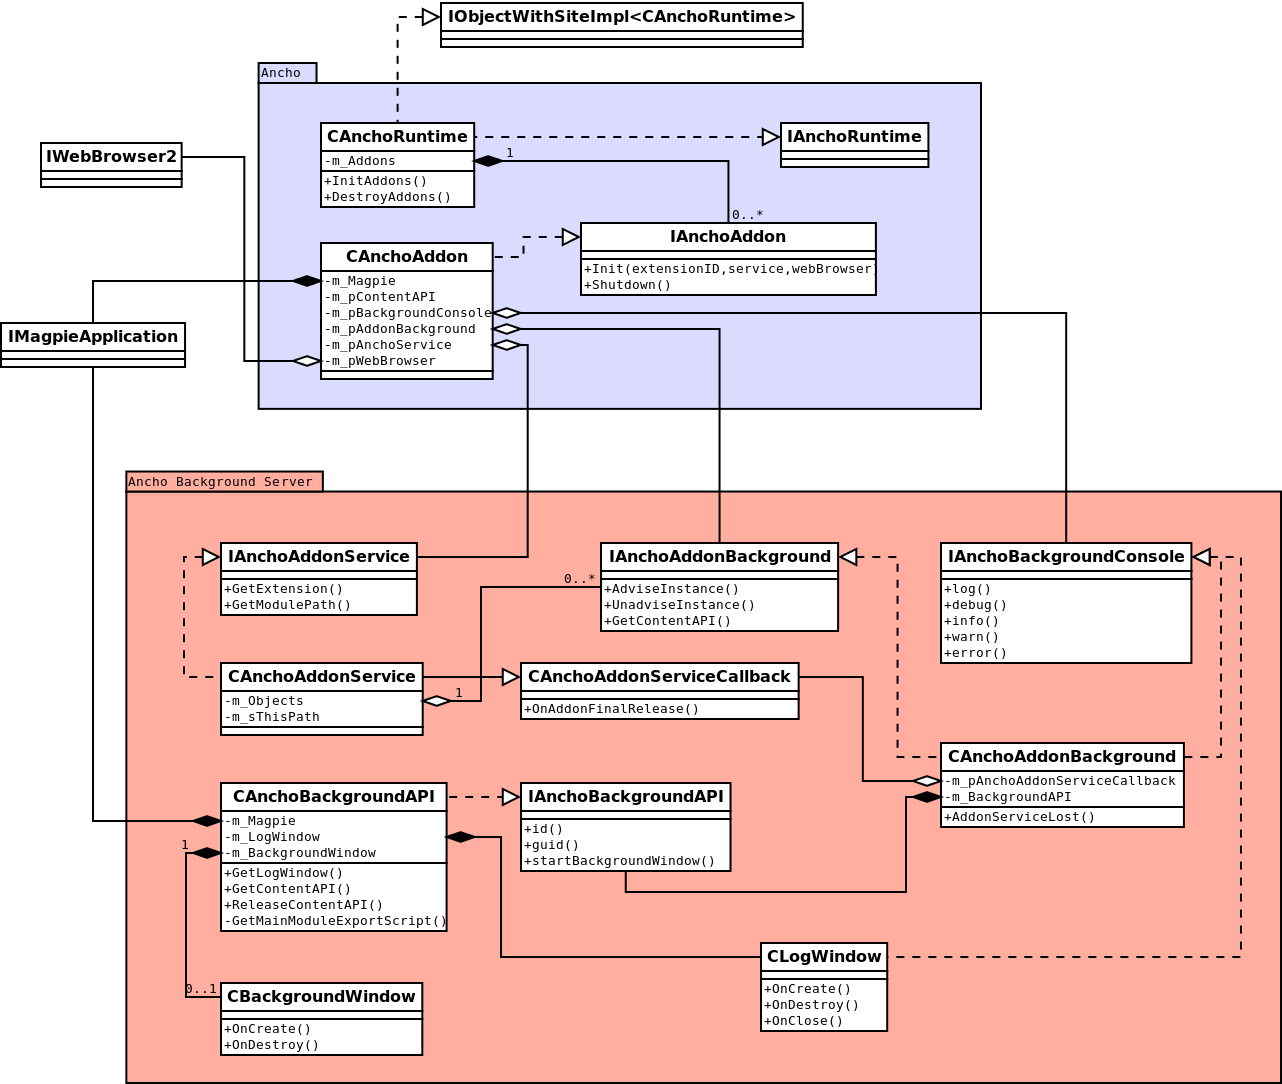 IObjectWithSiteImpl<CAnchoRuntime>
Ancho
CAnchoRuntime
-m_Addons
+InitAddons()
+DestroyAddons()
1
IAnchoRuntime
IWebBrowser2
0..*
IAnchoAddon
+Init(extensionID,service,webBrowser)
+Shutdown()
CAnchoAddon
-m_Magpie
-m_pContentAPI
-m_pBackgroundConsole
-m_pAddonBackground
-m_pAnchoService
-m_pWebBrowser
IMagpieApplication
Ancho Background Server
IAnchoAddonService
+GetExtension()
+GetModulePath()
0..*
IAnchoAddonBackground
+AdviseInstance()
+UnadviseInstance()
+GetContentAPI()
IAnchoBackgroundConsole
+log()
+debug()
+info()
+warn()
+error()
CAnchoAddonService
-m_Objects
-m_sThisPath
1
CAnchoAddonServiceCallback
+OnAddonFinalRelease()
CAnchoAddonBackground
-m_pAnchoAddonServiceCallback
-m_BackgroundAPI
+AddonServiceLost()
CAnchoBackgroundAPI
-m_Magpie
-m_LogWindow
-m_BackgroundWindow
+GetLogWindow()
+GetContentAPI()
+ReleaseContentAPI()
-GetMainModuleExportScript()
1
IAnchoBackgroundAPI
+id()
+guid()
+startBackgroundWindow()
CLogWindow
+OnCreate()
+OnDestroy()
+OnClose()
0..1
CBackgroundWindow
+OnCreate()
+OnDestroy()